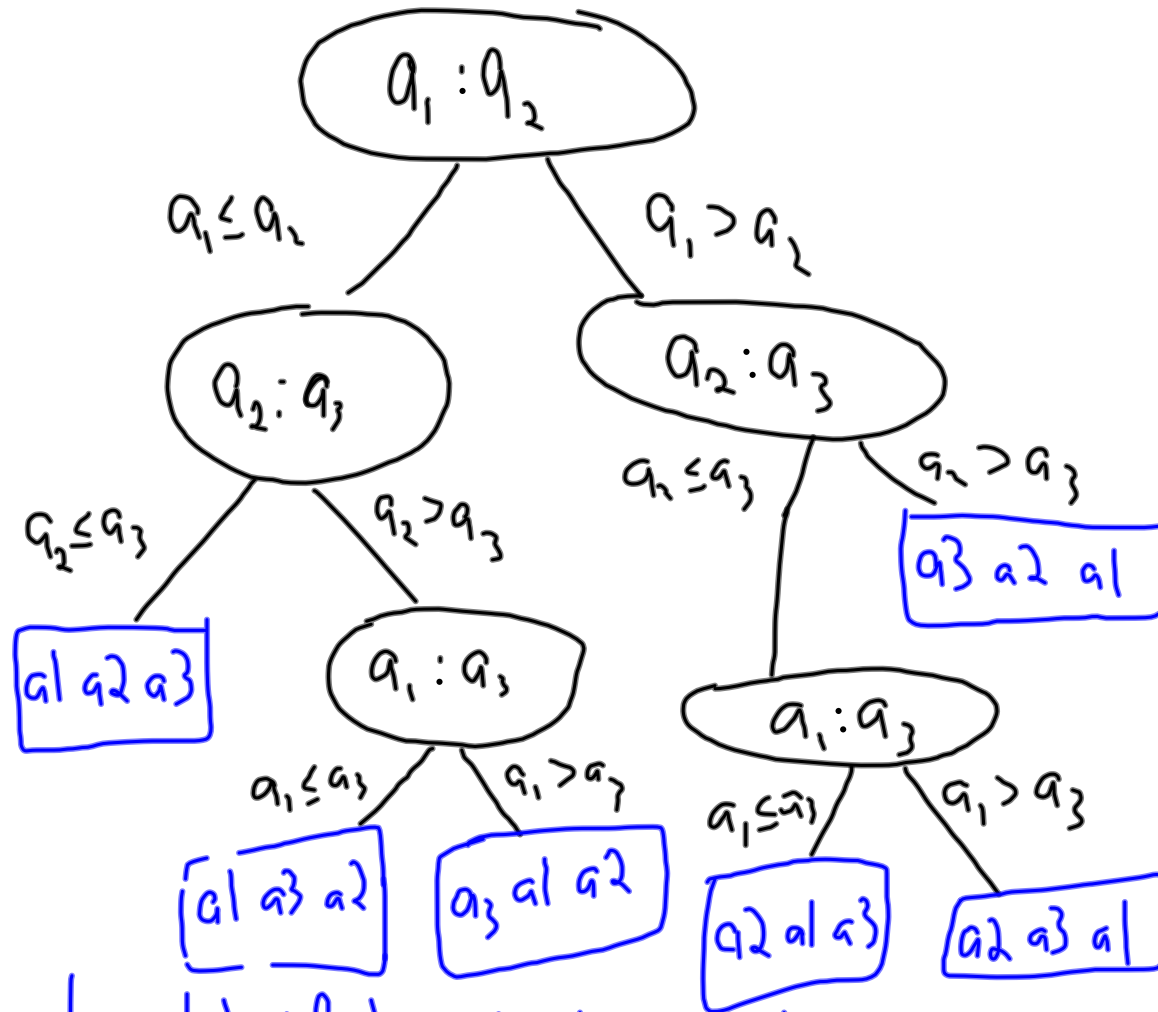 a₁ : a₂
a₁ ≤ a₂
a₁ > a₂
a₂ : a₃
a₂ : a₃
a₂ ≤ a₃
a₂ > a₃
a₂ ≤ a₃
a₂ > a₃
a3 a2 a1
a1 a2 a3
a₁ : a₃
a₁ : a₃
a₁ ≤ a₃
a₁ > a₃
a₁ ≤ a₃
a₁ > a₃
a1 a3 a2
a₃ a1 a2
a2 a1 a3
a2 a3 a1